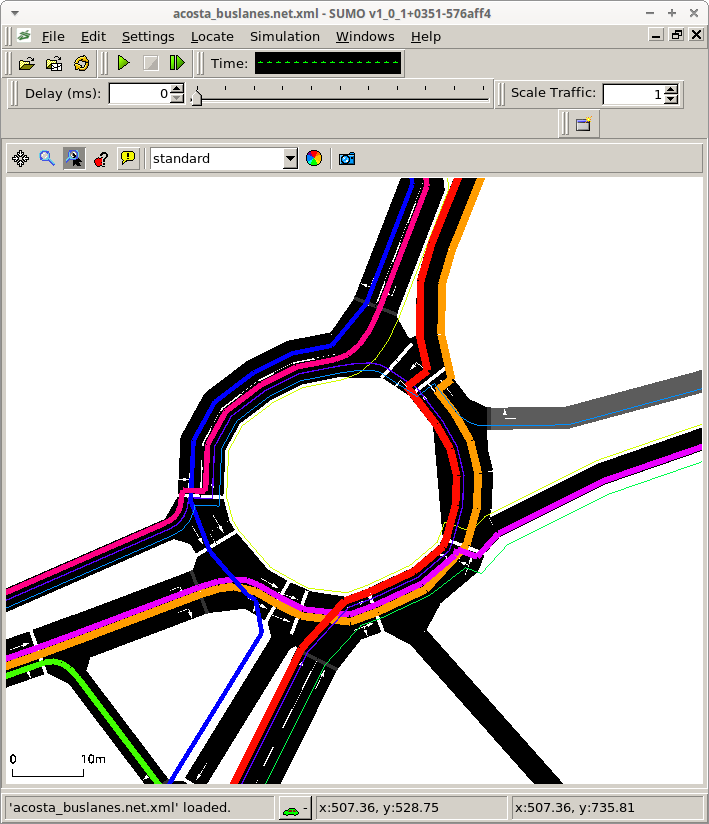 acosta_buslanes.net.xml - SUMO v1_0_1+0351-576aff4
File Edit Settings Locate Simulation Windows Help
Time:
Delay (ms): 0 Scale Traffic: 1
standard
0 10m
'acosta_buslanes.net.xml' loaded. - x:507.36, y:528.75 x:507.36, y:735.81